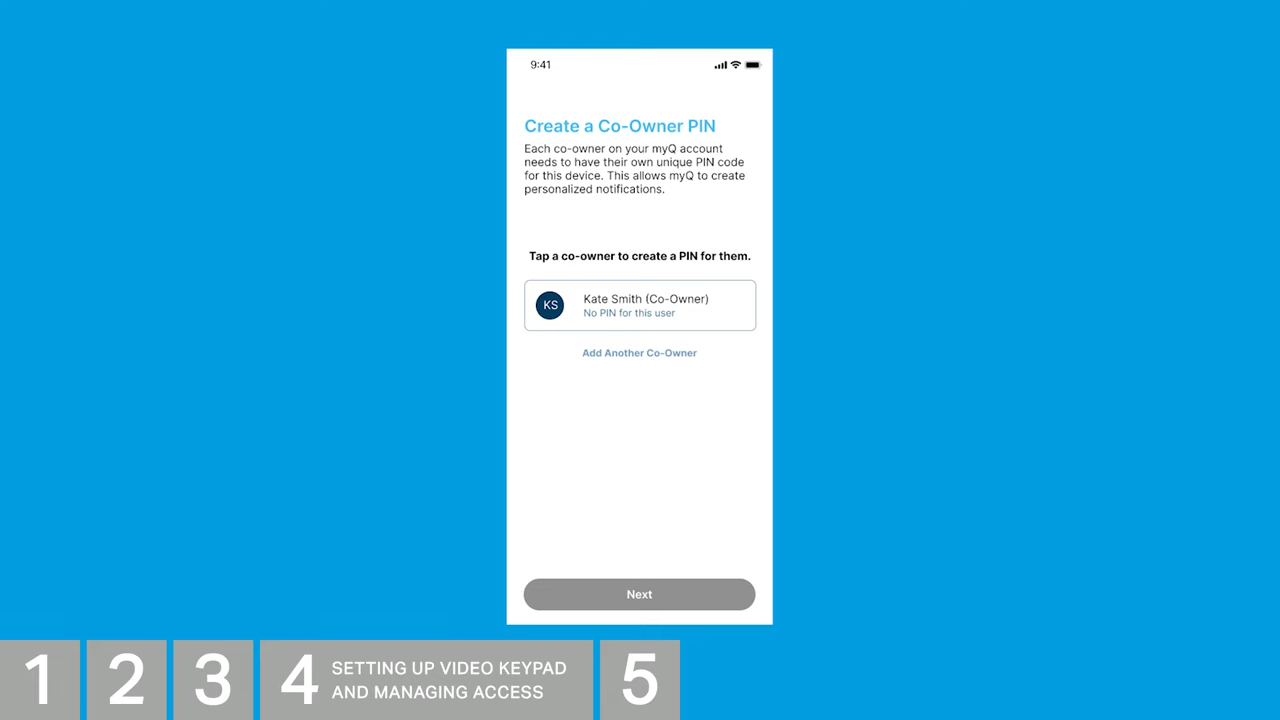 9:41
Create a Co-Owner PIN
Each co-owner on your myQ account
needs to have their own unique PIN code
for this device. This allows myQ to create
personalized notifications.
Tap a co-owner to create a PIN for them.
KS
Kate Smith (Co-Owner)
No PIN for this user
Add Another Co-Owner
Next
1
2
3
4
SETTING UP VIDEO KEYPAD
AND MANAGING ACCESS
5